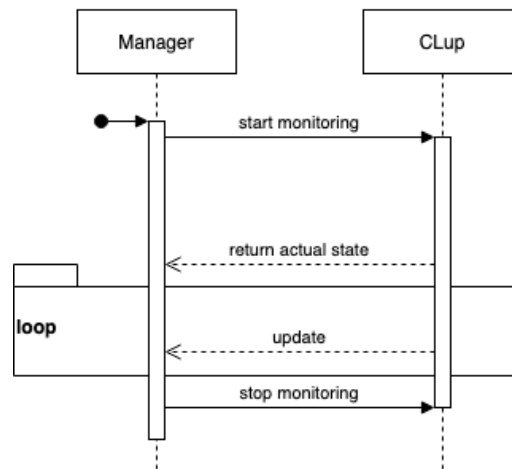 Manager
CLup
start monitoring
return actual state
loop
update
stop monitoring